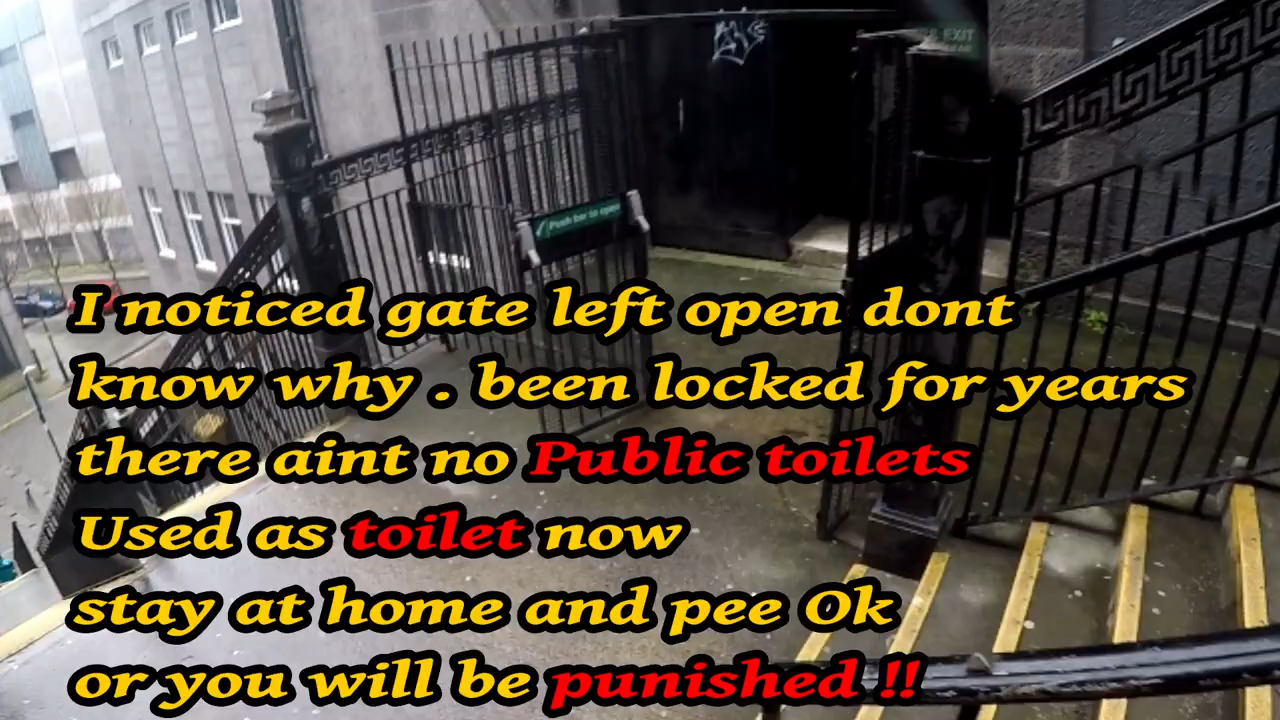 EXIT
Push bar to open
I noticed gate left open dont
know why . been locked for years
there aint no Public toilets
Used as toilet now
stay at home and pee Ok
or you will be punished !!